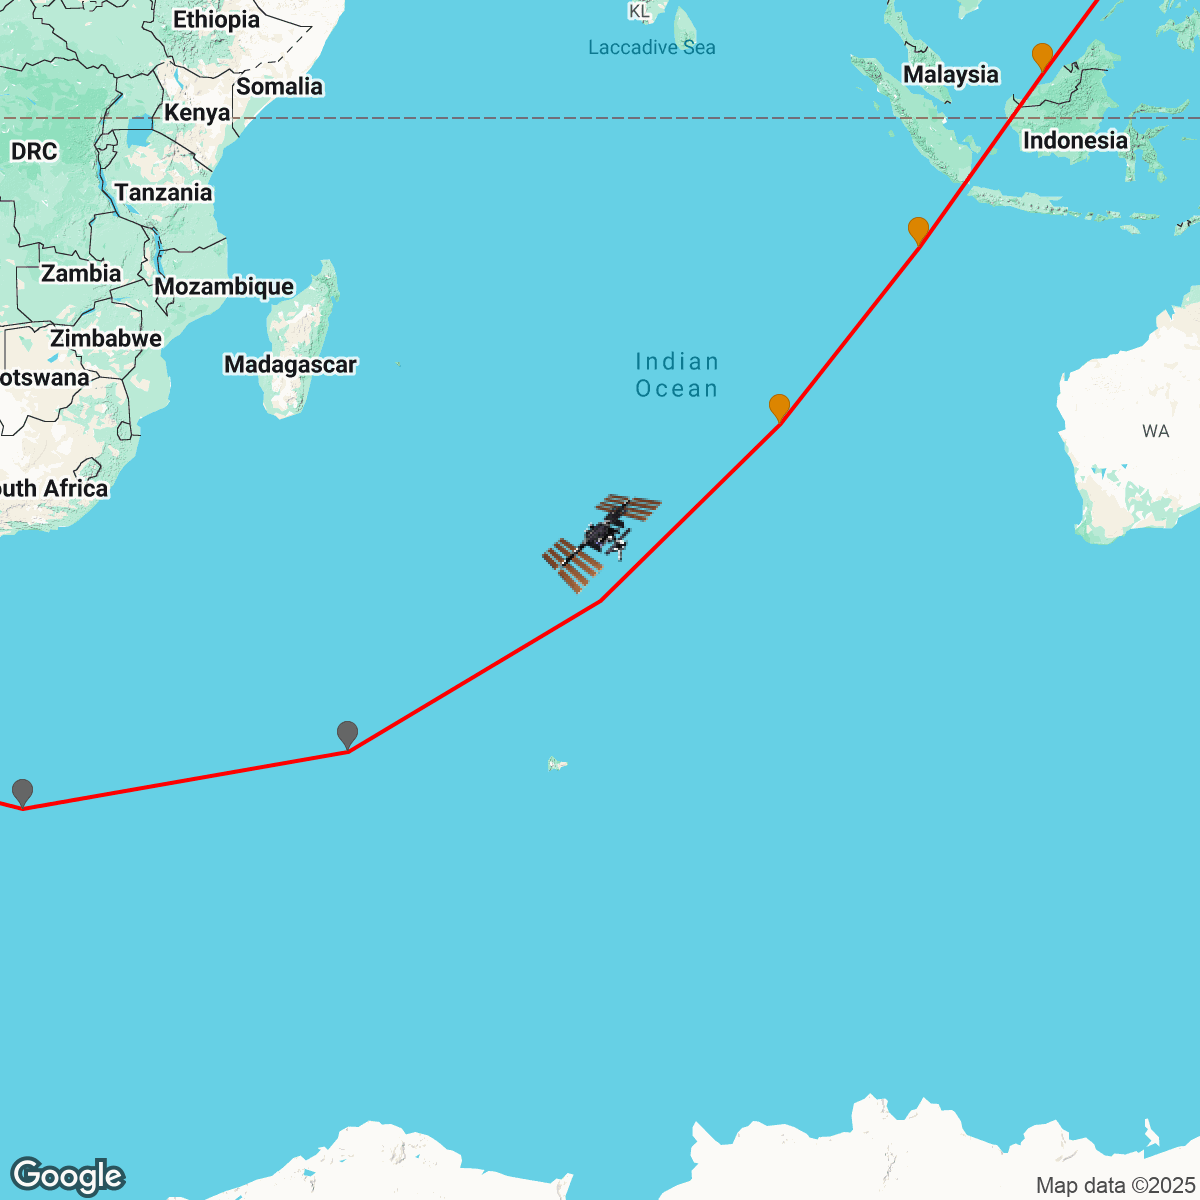 Ethiopia
KL
Laccadive Sea
Somalia
Malaysia
Kenya
DRC
Indonesia
Tanzania
Zambia
Mozambique
Zimbabwe
Madagascar
Indian
Ocean
otswana
WA
outh Africa
Google
Map data ©2025